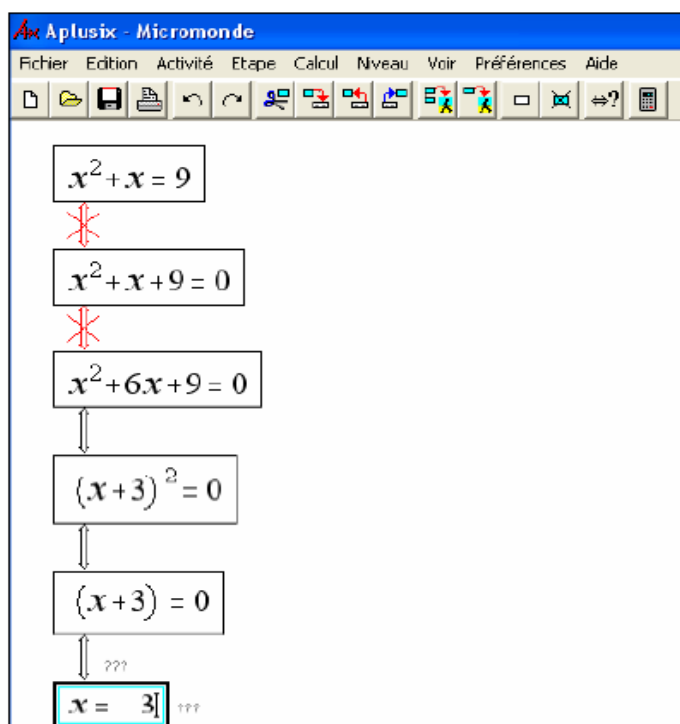 Aplusix - Micromonde
Fichier Edition Activité Etape Calcul Niveau Voir Préférences Aide
⇔?
x² + x = 9
x² + x + 9 = 0
x² + 6x + 9 = 0
(x + 3)² = 0
(x + 3) = 0
???
x = 3 ???